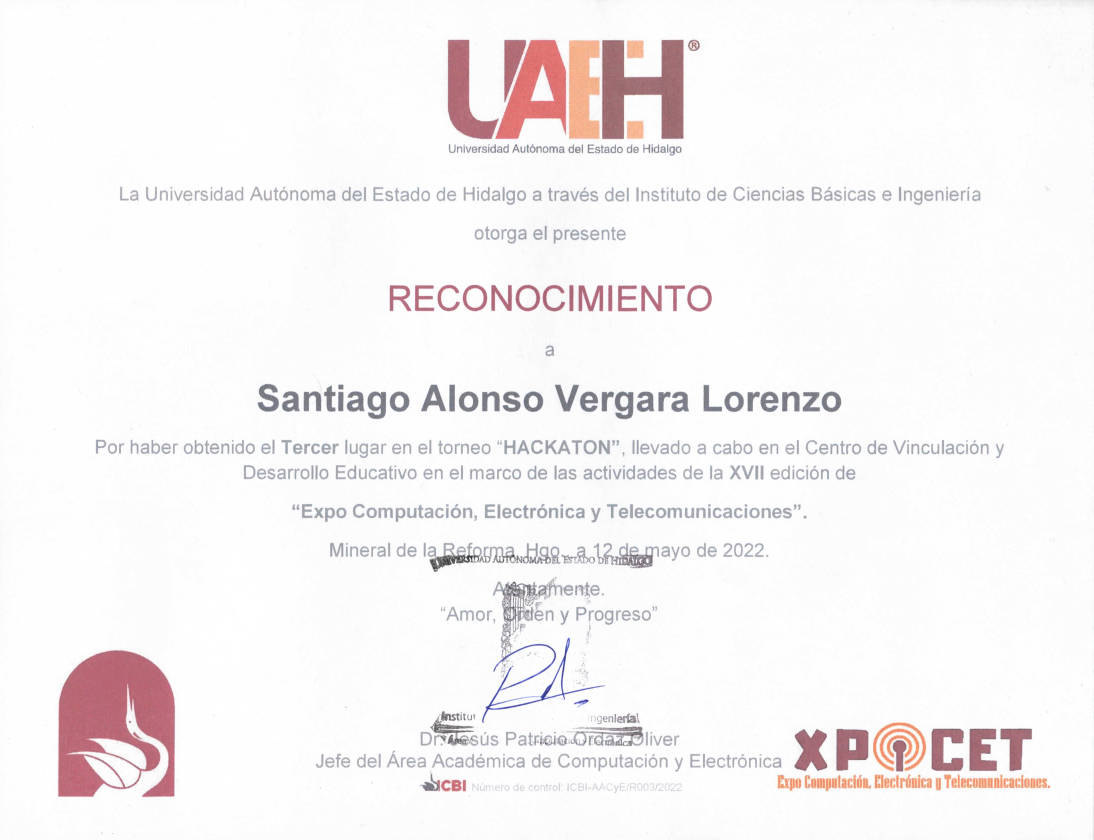 UAEH®
Universidad Autónoma del Estado de Hidalgo
La Universidad Autónoma del Estado de Hidalgo a través del Instituto de Ciencias Básicas e Ingeniería
otorga el presente
RECONOCIMIENTO
a
Santiago Alonso Vergara Lorenzo
Por haber obtenido el Tercer lugar en el torneo “HACKATON”, llevado a cabo en el Centro de Vinculación y
Desarrollo Educativo en el marco de las actividades de la XVII edición de
“Expo Computación, Electrónica y Telecomunicaciones”.
Mineral de la Reforma, Hgo., a 12 de mayo de 2022.
UNIVERSIDAD AUTÓNOMA DEL ESTADO DE HIDALGO
Atentamente.
“Amor, Orden y Progreso”
Dr. Jesús Patricio Ordaz Oliver
Jefe del Área Académica de Computación y Electrónica
ICBI Número de control: ICBI-AACyE/R003/2022
XPOCET
Expo Computación, Electrónica y Telecomunicaciones.